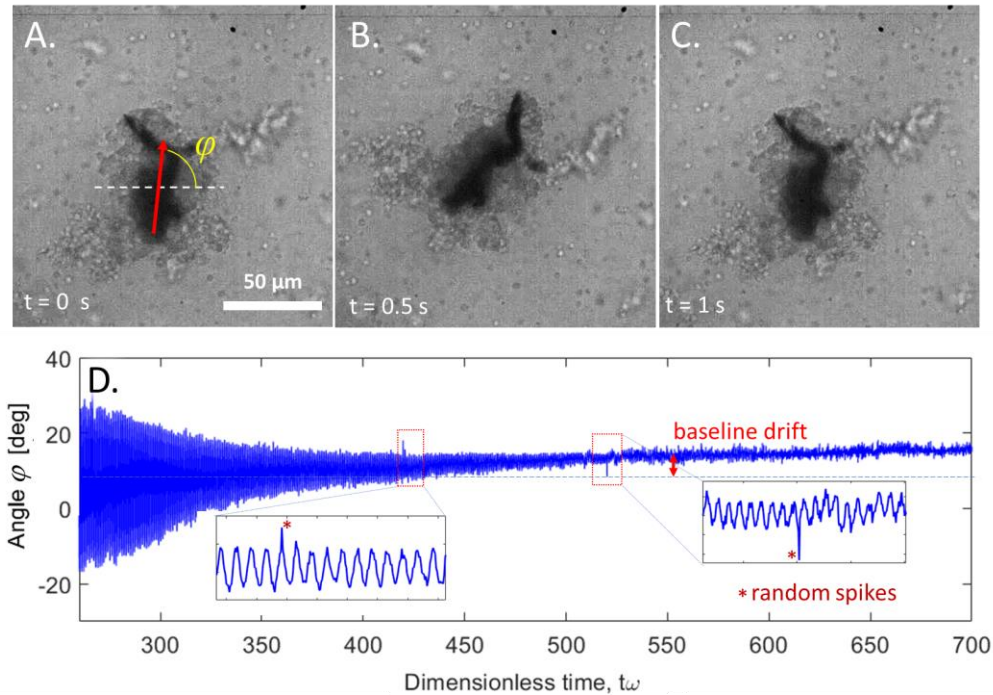 A.
B.
C.
φ
50 μm
t = 0 s
t = 0.5 s
t = 1 s
D.
Angle φ [deg]
40
20
0
-20
baseline drift
*
*
* random spikes
300 350 400 450 500 550 600 650 700
Dimensionless time, tω